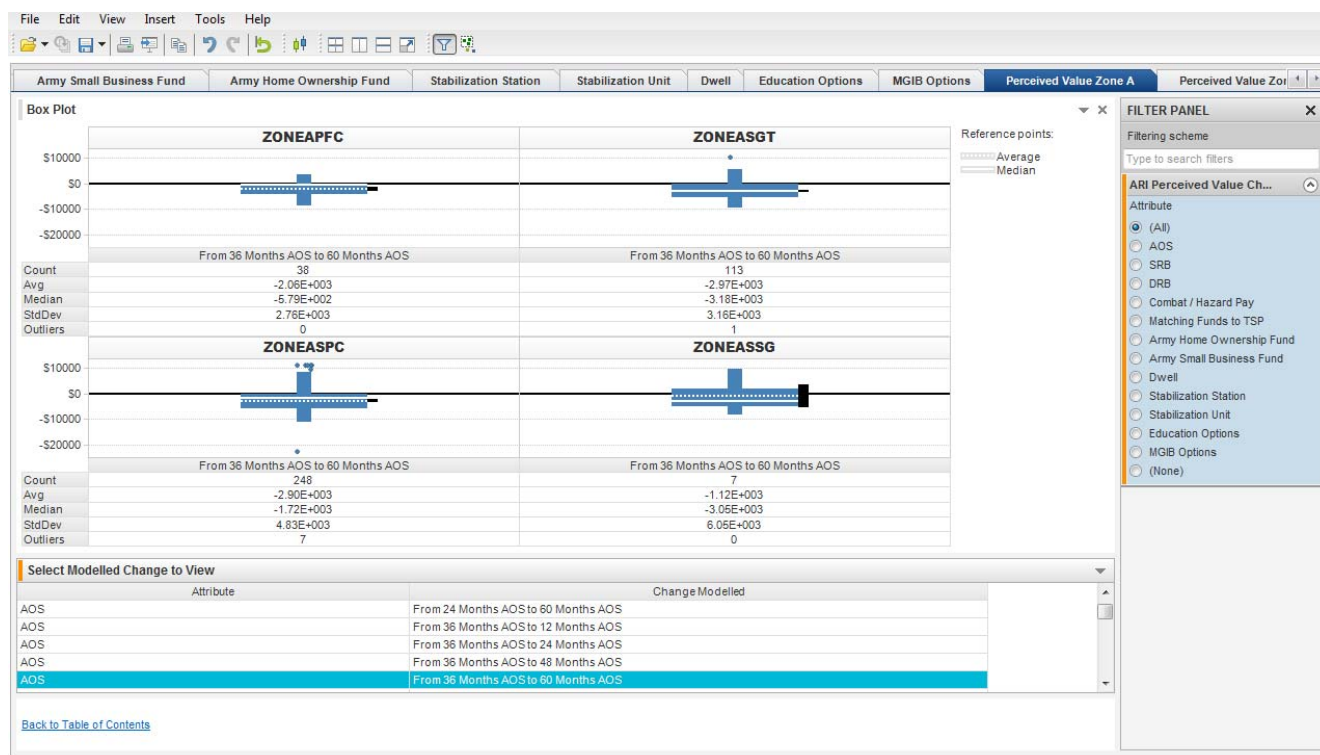 File Edit View Insert Tools Help
Army Small Business Fund Army Home Ownership Fund Stabilization Station Stabilization Unit Dwell Education Options MGIB Options Perceived Value Zone A Perceived Value Zor
Box Plot
ZONEAPFC ZONEASGT
$10000
$0
-$10000
-$20000
From 36 Months AOS to 60 Months AOS From 36 Months AOS to 60 Months AOS
Count 38 113
Avg -2.06E+003 -2.97E+003
Median -5.79E+002 -3.18E+003
StdDev 2.76E+003 3.16E+003
Outliers 0 1
ZONEASPC ZONEASSG
$10000
$0
-$10000
-$20000
From 36 Months AOS to 60 Months AOS From 36 Months AOS to 60 Months AOS
Count 248 7
Avg -2.90E+003 -1.12E+003
Median -1.72E+003 -3.05E+003
StdDev 4.83E+003 6.05E+003
Outliers 7 0
Reference points:
Average
Median
Select Modelled Change to View
Attribute Change Modelled
AOS From 24 Months AOS to 60 Months AOS
AOS From 36 Months AOS to 12 Months AOS
AOS From 36 Months AOS to 24 Months AOS
AOS From 36 Months AOS to 48 Months AOS
AOS From 36 Months AOS to 60 Months AOS
Back to Table of Contents
FILTER PANEL
Filtering scheme
Type to search filters
ARI Perceived Value Ch...
Attribute
(All)
AOS
SRB
DRB
Combat / Hazard Pay
Matching Funds to TSP
Army Home Ownership Fund
Army Small Business Fund
Dwell
Stabilization Station
Stabilization Unit
Education Options
MGIB Options
(None)